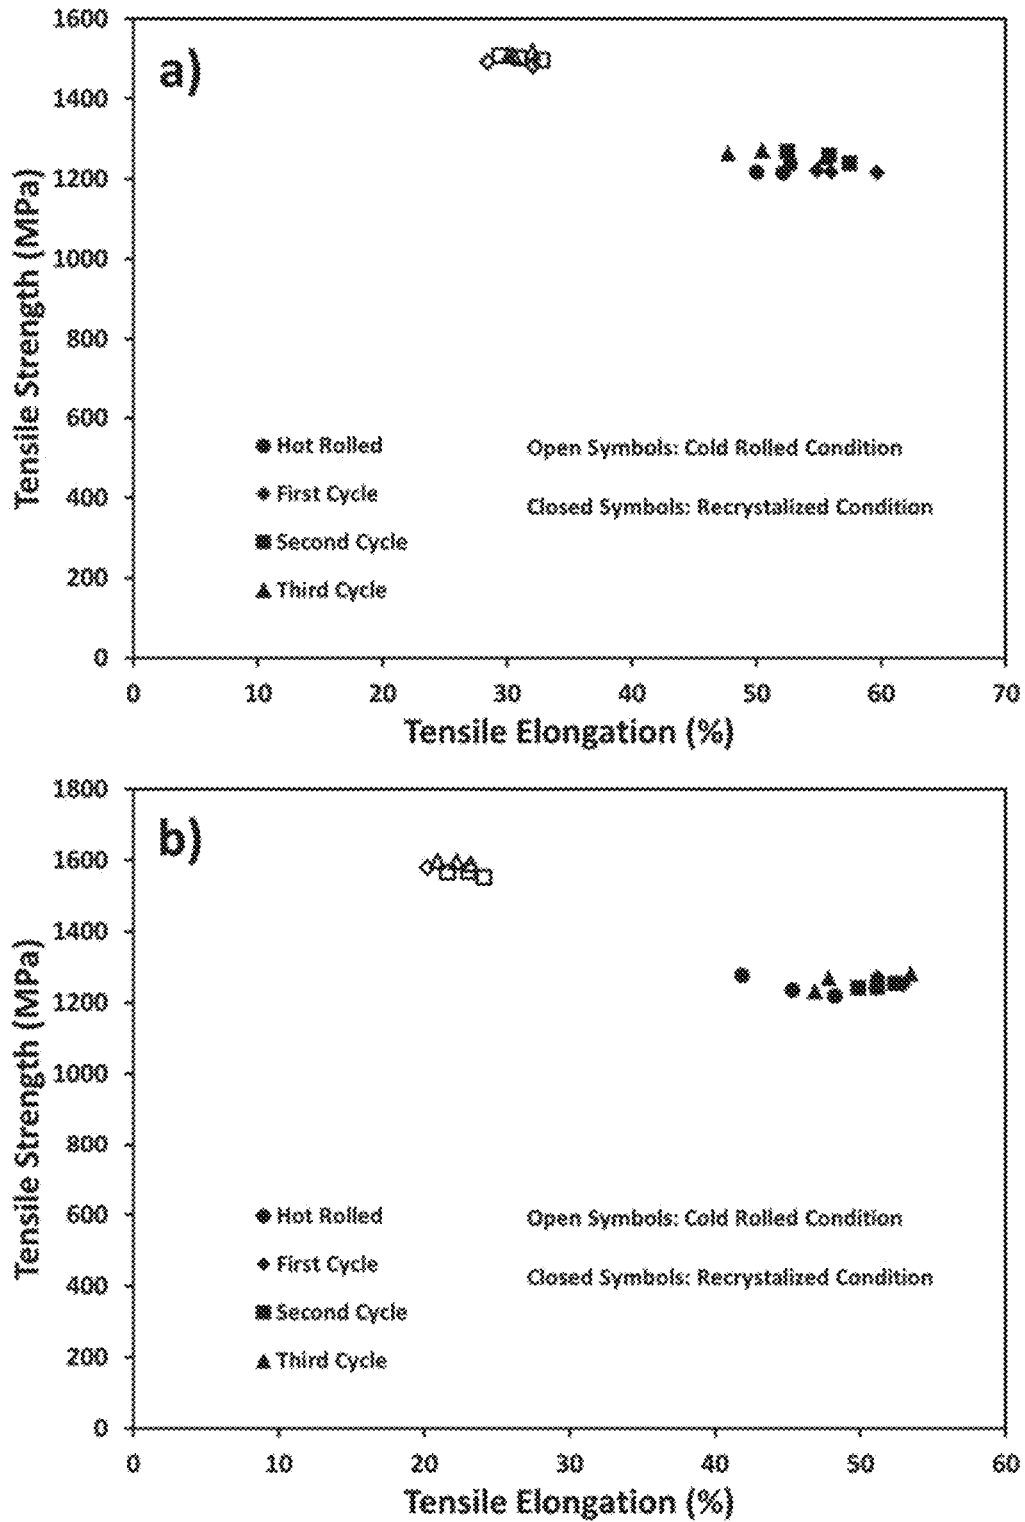 a)
1600
1400
1200
1000
800
600
400
200
0
Tensile Strength (MPa)
Hot Rolled
First Cycle
Second Cycle
Third Cycle
Open Symbols: Cold Rolled Condition
Closed Symbols: Recrystalized Condition
0 10 20 30 40 50 60 70
Tensile Elongation (%)
b)
1800
1600
1400
1200
1000
800
600
400
200
0
Tensile Strength (MPa)
Hot Rolled
First Cycle
Second Cycle
Third Cycle
Open Symbols: Cold Rolled Condition
Closed Symbols: Recrystalized Condition
0 10 20 30 40 50 60
Tensile Elongation (%)